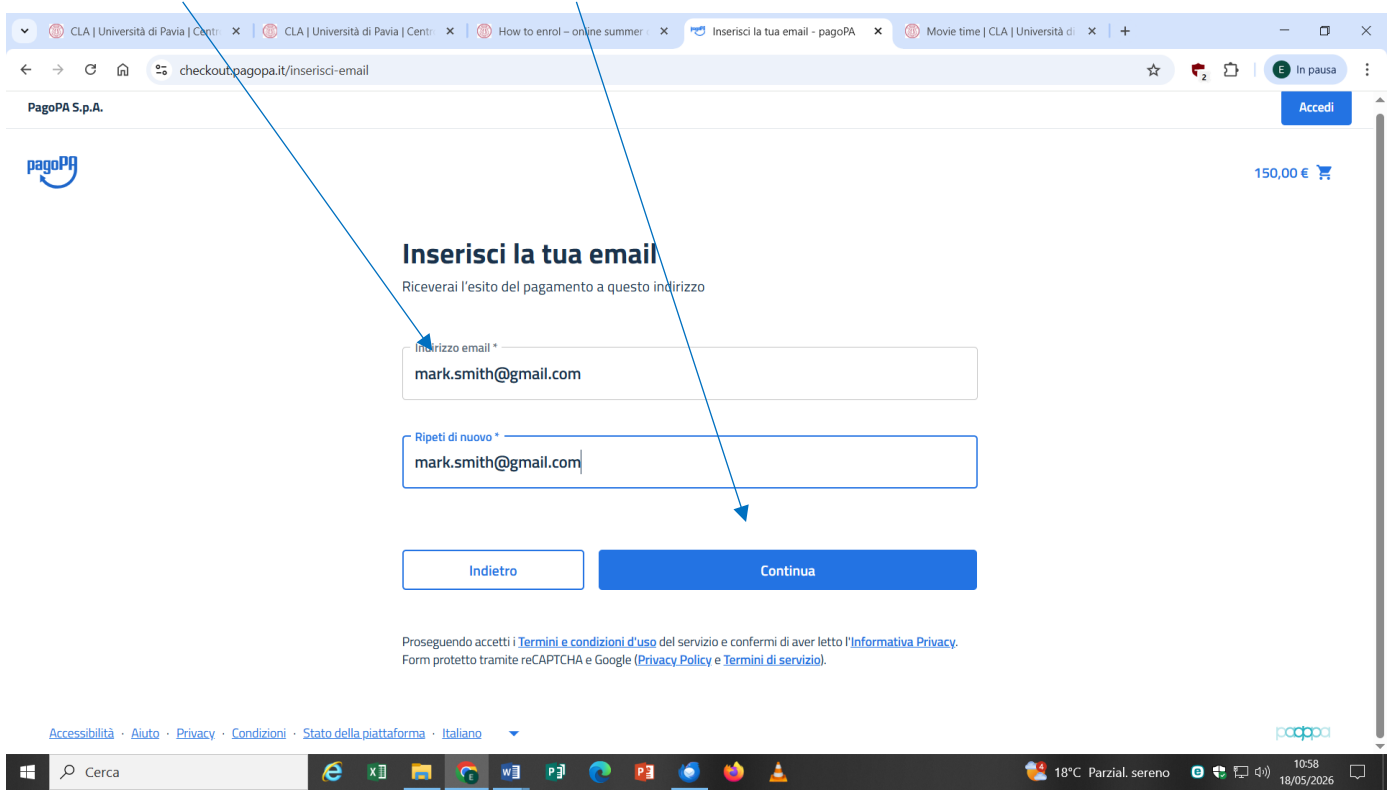 CLA | Università di Pavia | Centr
CLA | Università di Pavia | Centr
How to enrol – online summer
Inserisci la tua email - pagoPA
Movie time | CLA | Università di
checkout.pagopa.it/inserisci-email
2
E In pausa
PagoPA S.p.A.
Accedi
pagoPA
150,00 €
Inserisci la tua email
Riceverai l'esito del pagamento a questo indirizzo
Indirizzo email *
mark.smith@gmail.com
Ripeti di nuovo *
mark.smith@gmail.com
Indietro
Continua
Proseguendo accetti i Termini e condizioni d'uso del servizio e confermi di aver letto l'Informativa Privacy.
Form protetto tramite reCAPTCHA e Google (Privacy Policy e Termini di servizio).
Accessibilità · Aiuto · Privacy · Condizioni · Stato della piattaforma · Italiano
Cerca
4
18°C Parzial. sereno
10:58
18/05/2026